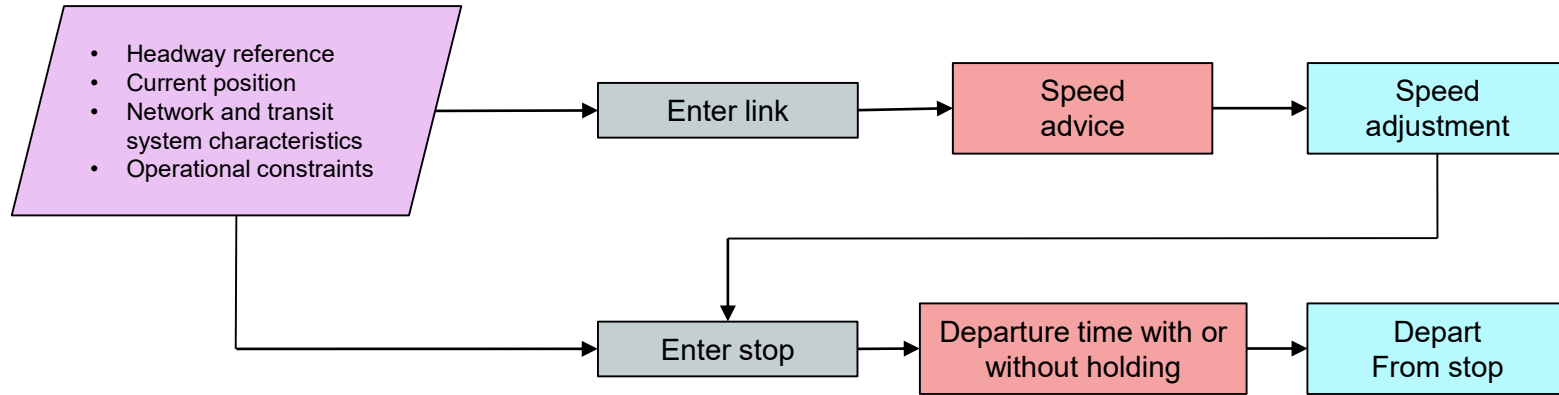 • Headway reference
• Current position
• Network and transit
system characteristics
• Operational constraints
Enter link
Speed
advice
Speed
adjustment
Enter stop
Departure time with or
without holding
Depart
From stop